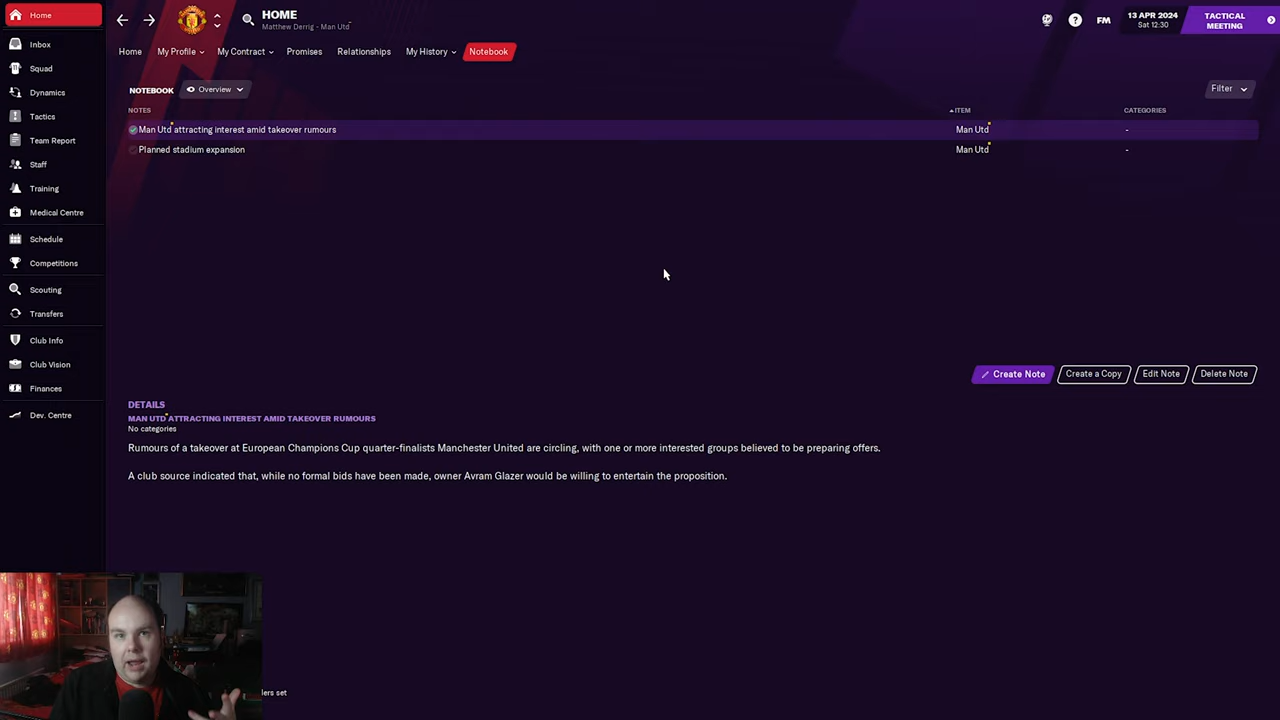 Home
Inbox
Squad
Dynamics
Tactics
Team Report
Staff
Training
Medical Centre
Schedule
Competitions
Scouting
Transfers
Club Info
Club Vision
Finances
Dev. Centre
HOME
Matthew Derrig - Man Utd
FM
13 APR 2024
Sat 12:30
TACTICAL
MEETING
Home My Profile My Contract Promises Relationships My History Notebook
NOTEBOOK Overview Filter
NOTES ITEM CATEGORIES
Man Utd attracting interest amid takeover rumours Man Utd -
Planned stadium expansion Man Utd -
Create Note Create a Copy Edit Note Delete Note
DETAILS
MAN UTD ATTRACTING INTEREST AMID TAKEOVER RUMOURS
No categories
Rumours of a takeover at European Champions Cup quarter-finalists Manchester United are circling, with one or more interested groups believed to be preparing offers.
A club source indicated that, while no formal bids have been made, owner Avram Glazer would be willing to entertain the proposition.
set